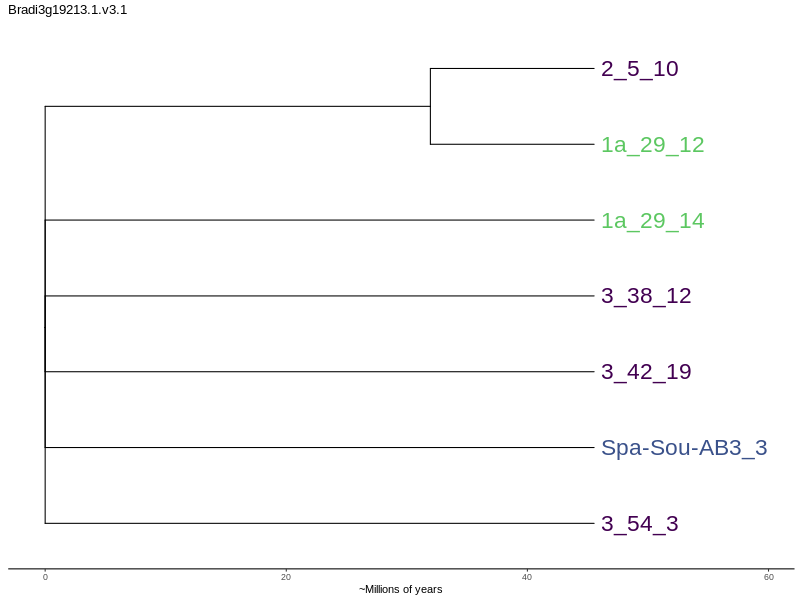 Bradi3g19213.1.v3.1
2_5_10
1a_29_12
1a_29_14
3_38_12
3_42_19
Spa-Sou-AB3_3
3_54_3
0 20 40 60
~Millions of years